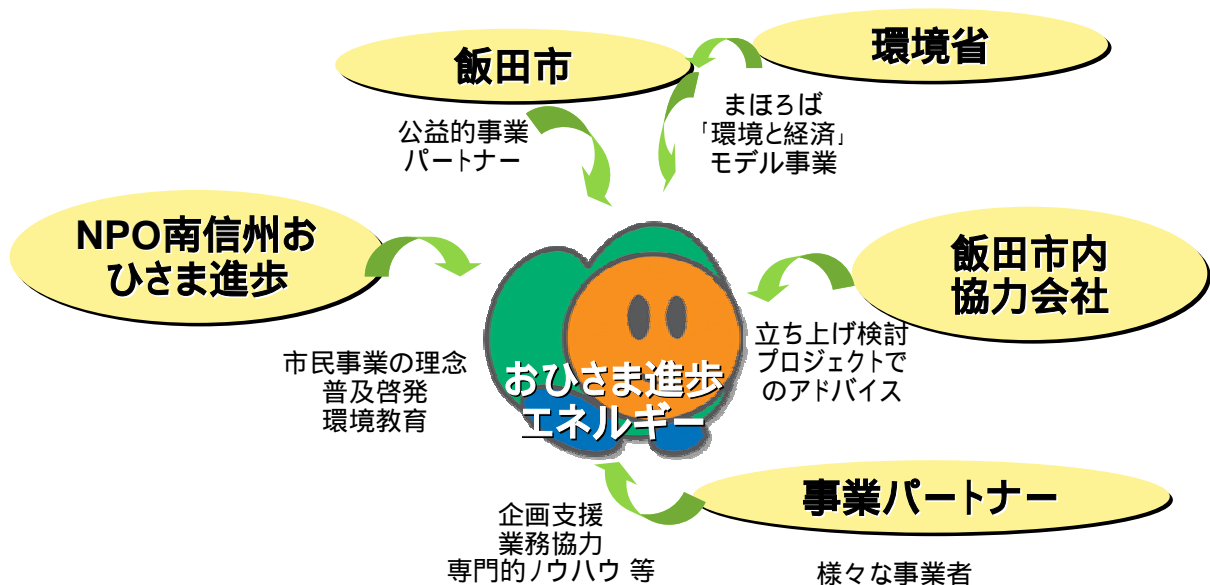 飯田市
環境省
公益的事業
パートナー
まほろば
「環境と経済」
モデル事業
NPO南信州お
ひさま進歩
飯田市内
協力会社
市民事業の理念
普及啓発
環境教育
おひさま進歩
エネルギー
立ち上げ検討
プロジェクトで
のアドバイス
事業パートナー
企画支援
業務協力
専門的ノウハウ 等
様々な事業者